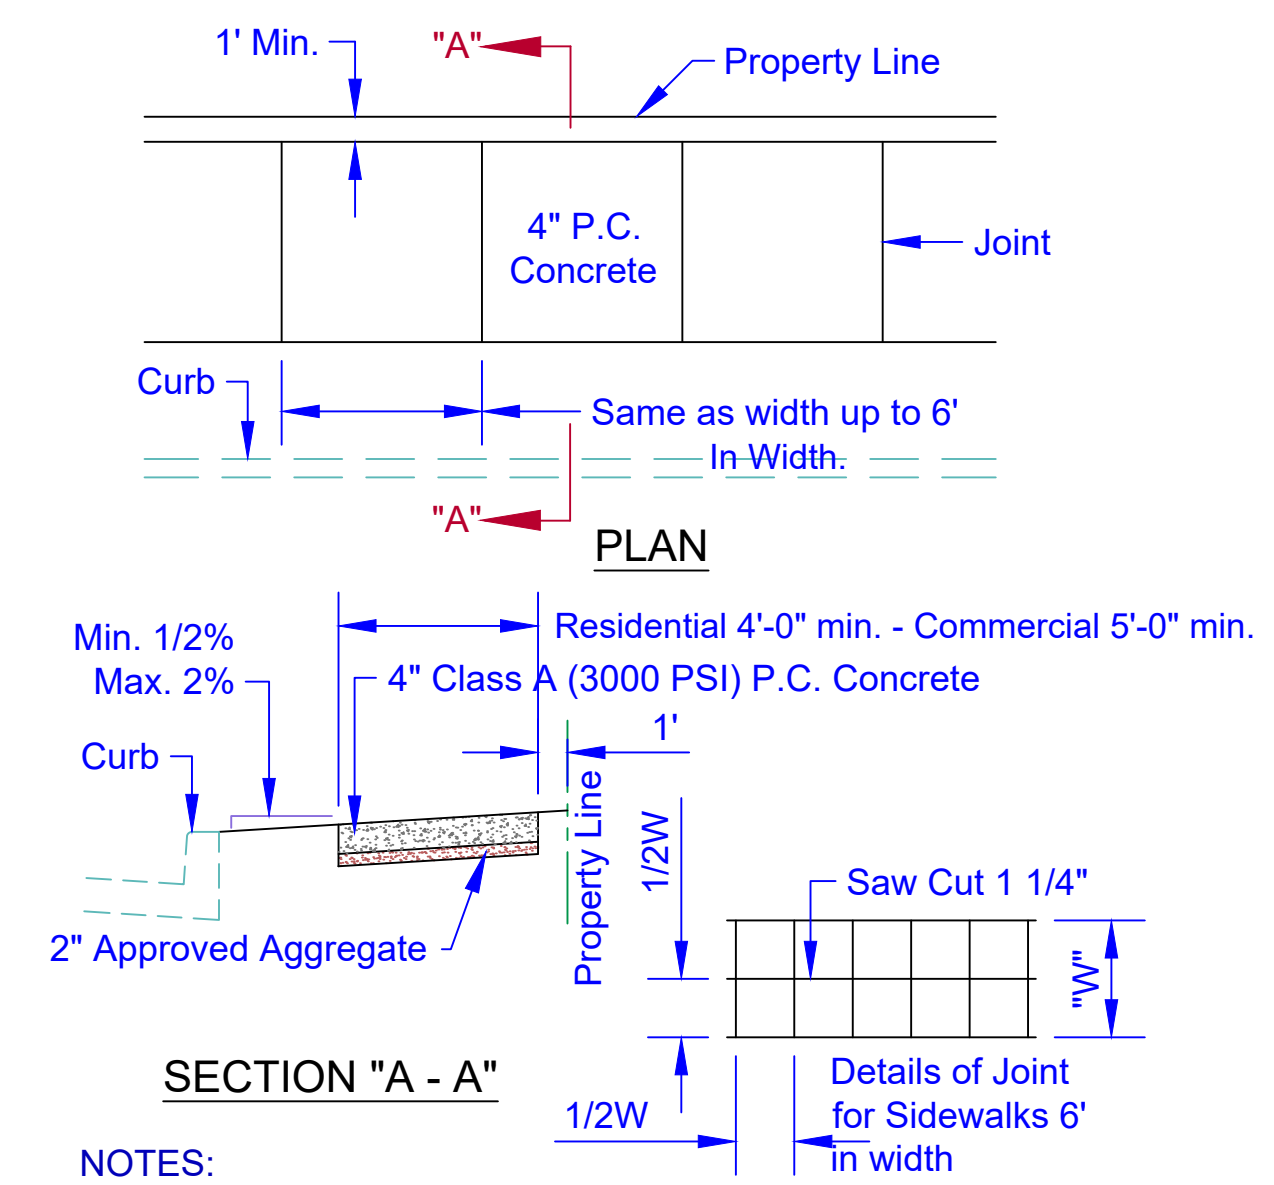 1' Min.
"A"
Property Line
4" P.C.
Concrete
Joint
Curb
Same as width up to 6'
In Width.
"A"
PLAN
Min. 1/2%
Max. 2%
Residential 4'-0" min. - Commercial 5'-0" min.
4" Class A (3000 PSI) P.C. Concrete
1'
Curb
Property Line
1/2W
Saw Cut 1 1/4"
2" Approved Aggregate
"W"
SECTION "A - A"
Details of Joint
for Sidewalks 6'
in width
1/2W
NOTES: